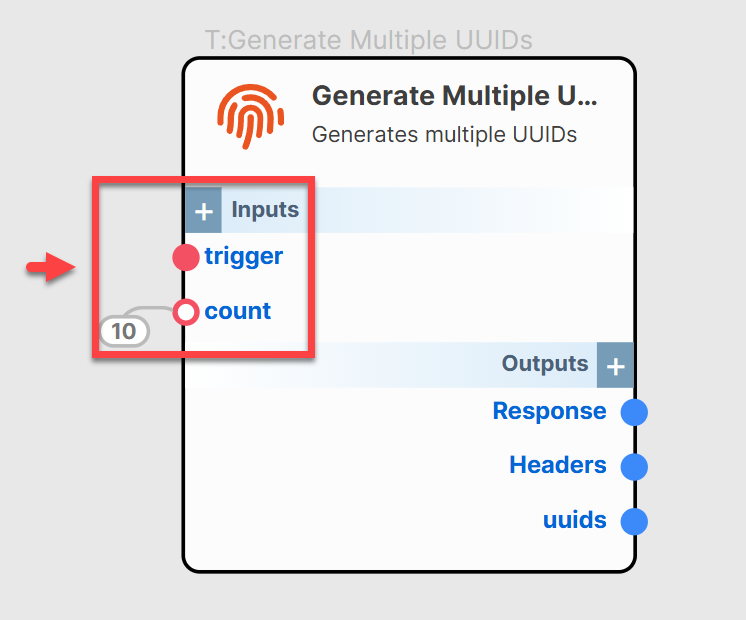 T:Generate Multiple UUIDs
Generate Multiple U...
Generates multiple UUIDs
+ Inputs
trigger
count
10
Outputs +
Response
Headers
uuids